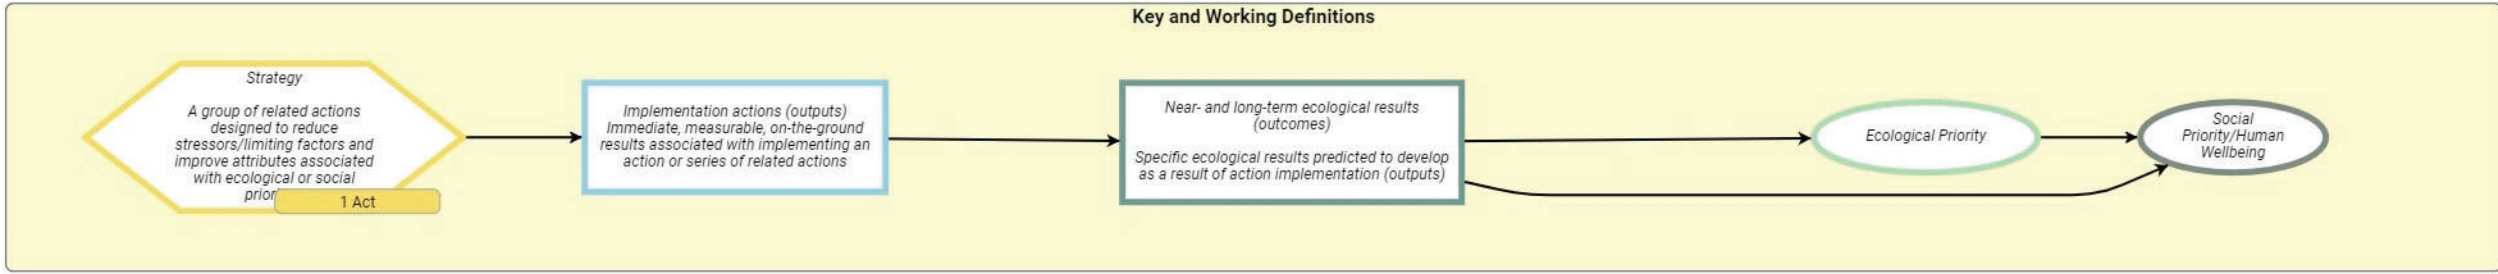 Key and Working Definitions
Strategy
A group of related actions
designed to reduce
stressors/limiting factors and
improve attributes associated
with ecological or social
1 Act
Implementation actions (outputs)
Immediate, measurable, on-the-ground
results associated with implementing an
action or series of related actions
Near- and long-term ecological results
(outcomes)
Specific ecological results predicted to develop
as a result of action implementation (outputs)
Ecological Priority
Social
Priority/Human
Wellbeing